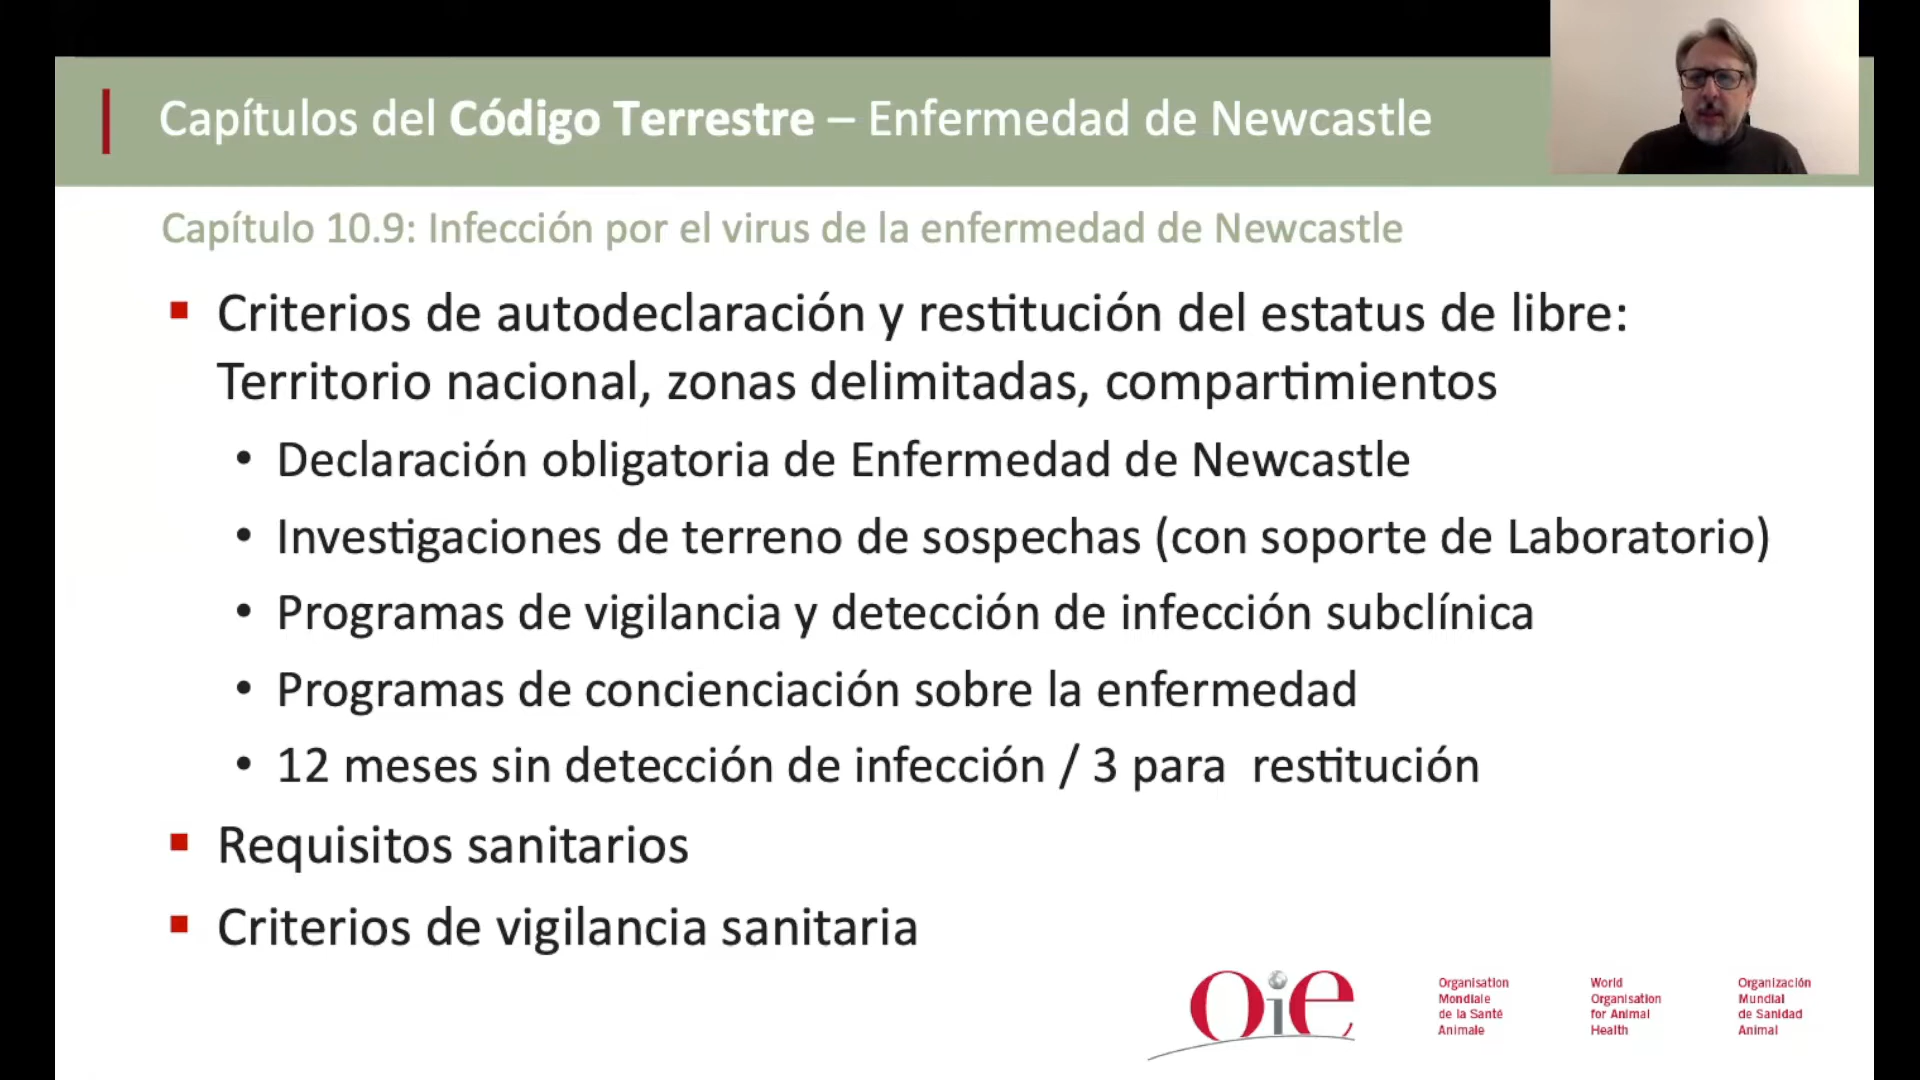 Capítulos del Código Terrestre – Enfermedad de Newcastle
Capítulo 10.9: Infección por el virus de la enfermedad de Newcastle
▪ Criterios de autodeclaración y restitución del estatus de libre:
Territorio nacional, zonas delimitadas, compartimientos
• Declaración obligatoria de Enfermedad de Newcastle
• Investigaciones de terreno de sospechas (con soporte de Laboratorio)
• Programas de vigilancia y detección de infección subclínica
• Programas de concienciación sobre la enfermedad
• 12 meses sin detección de infección / 3 para  restitución
▪ Requisitos sanitarios
▪ Criterios de vigilancia sanitaria
oie
Organisation
Mondiale
de la Santé
Animale
World
Organisation
for Animal
Health
Organización
Mundial
de Sanidad
Animal